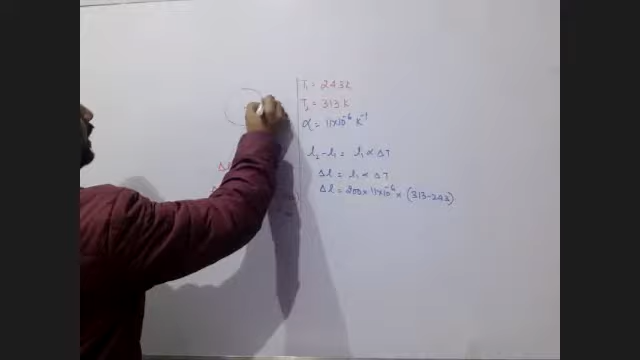 T₁ = 243K
T₂ = 313K
α = 11×10⁻⁶ K⁻¹
l₂ - l₁ = l₁ α ΔT
Δl = l₁ α ΔT
Δl = 200 × 11×10⁻⁶ × (313-243)